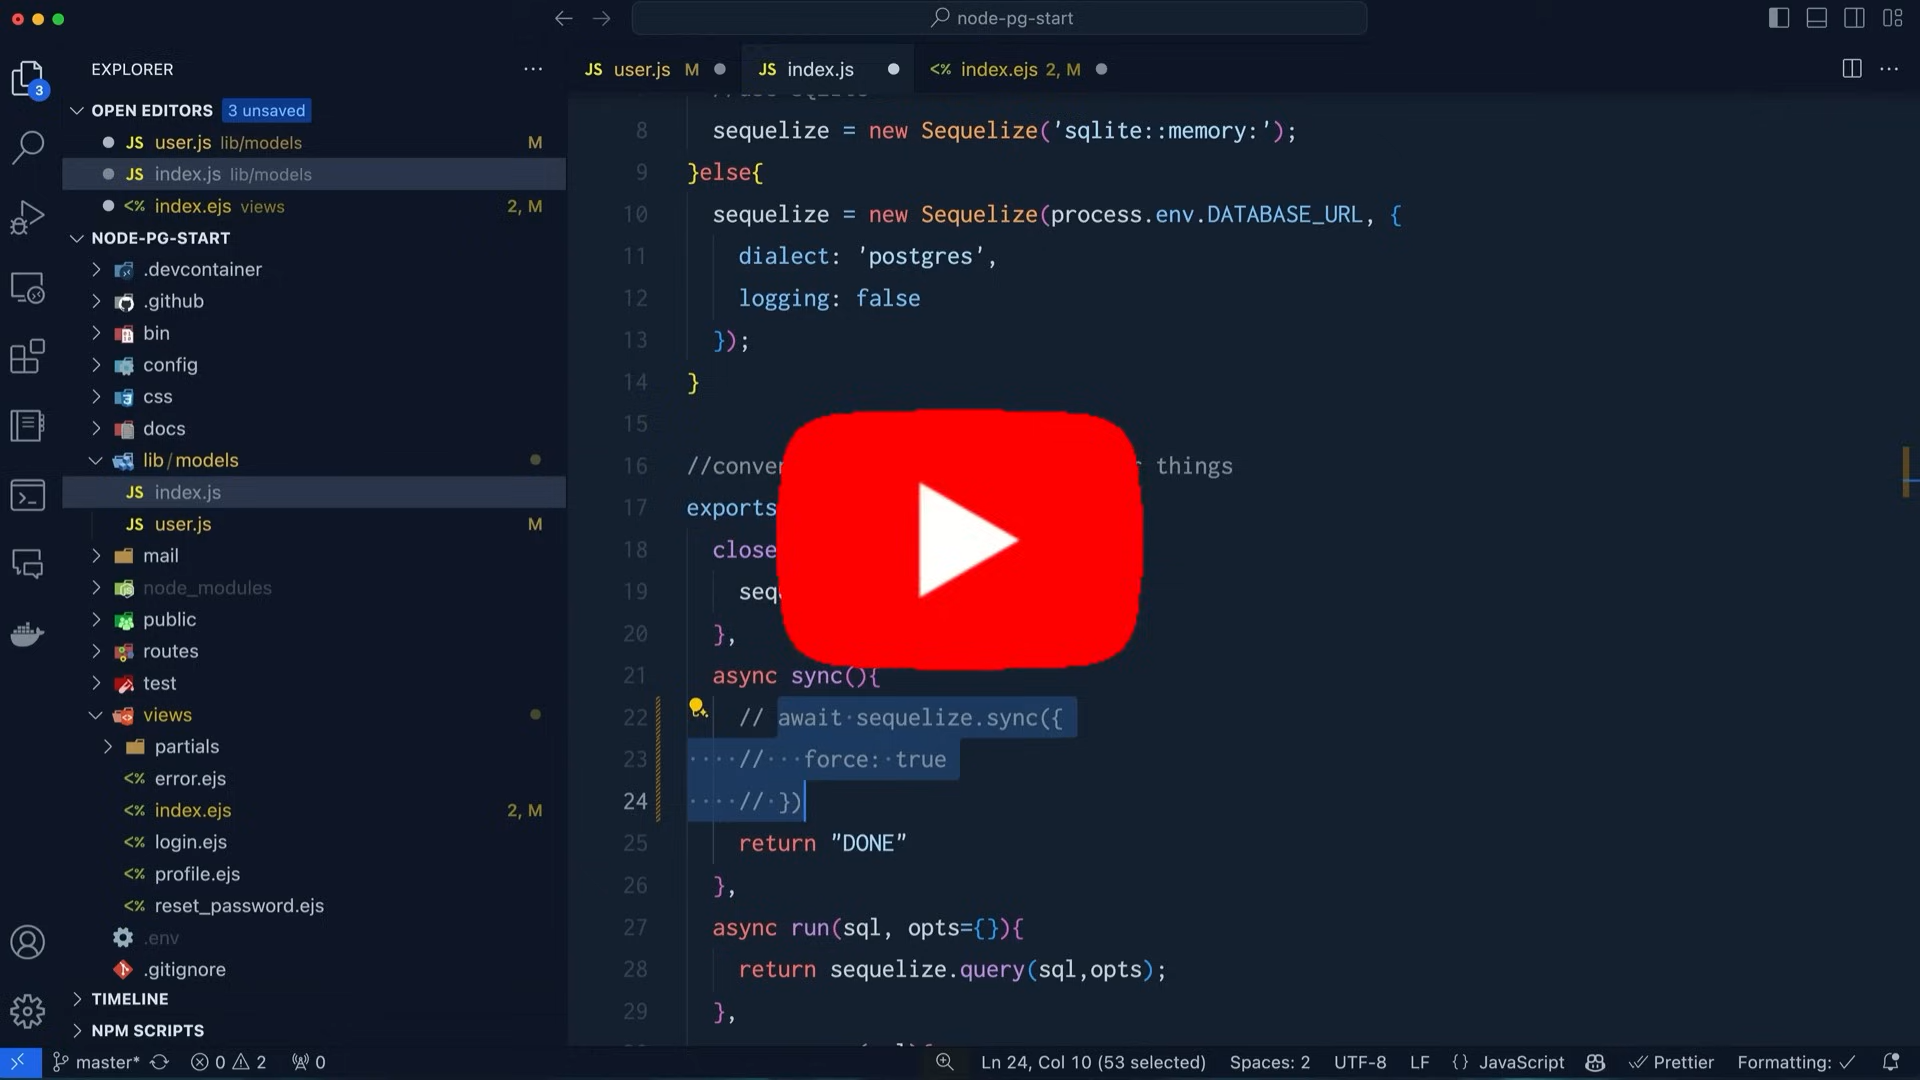 node-pg-start
EXPLORER
OPEN EDITORS 3 unsaved
JS user.js lib/models M
JS index.js lib/models
<% index.ejs views 2, M
NODE-PG-START
.devcontainer
.github
bin
config
css
docs
lib/models
JS index.js
JS user.js M
mail
node_modules
public
routes
test
views
partials
<% error.ejs
<% index.ejs 2, M
<% login.ejs
<% profile.ejs
<% reset_password.ejs
.env
.gitignore
TIMELINE
NPM SCRIPTS
3
JS user.js M
JS index.js
<% index.ejs 2, M
8 sequelize = new Sequelize('sqlite::memory:');
9 }else{
10 sequelize = new Sequelize(process.env.DATABASE_URL, {
11 dialect: 'postgres',
12 logging: false
13 });
14 }
15
16 //conven things
17 exports
18 close
19 seq
20 },
21 async sync(){
22 // await sequelize.sync({
23 // force: true
24 // })
25 return "DONE"
26 },
27 async run(sql, opts={}){
28 return sequelize.query(sql,opts);
29 },
master* 0 2 0
Ln 24, Col 10 (53 selected) Spaces: 2 UTF-8 LF {} JavaScript Prettier Formatting: